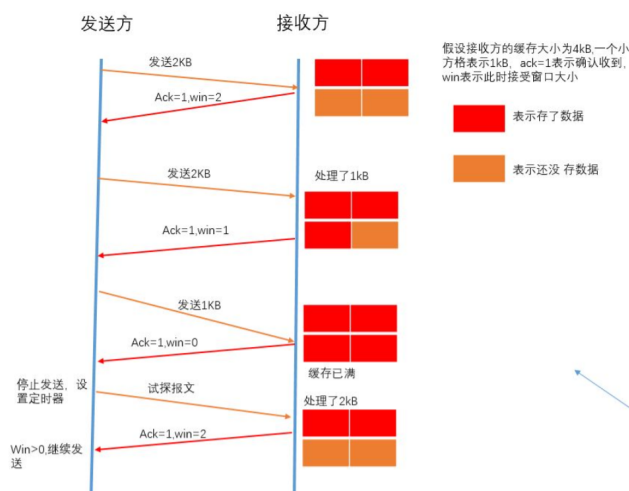 发送方
接收方
假设接收方的缓存大小为4kB,一个小
方格表示1kB，ack=1表示确认收到，
win表示此时接受窗口大小
发送2KB
Ack=1,win=2
表示存了数据
表示还没 存数据
发送2KB
处理了1kB
Ack=1,win=1
发送1KB
Ack=1,win=0
缓存已满
停止发送，设
置定时器
试探报文
处理了2kB
Ack=1,win=2
Win>0,继续发
送